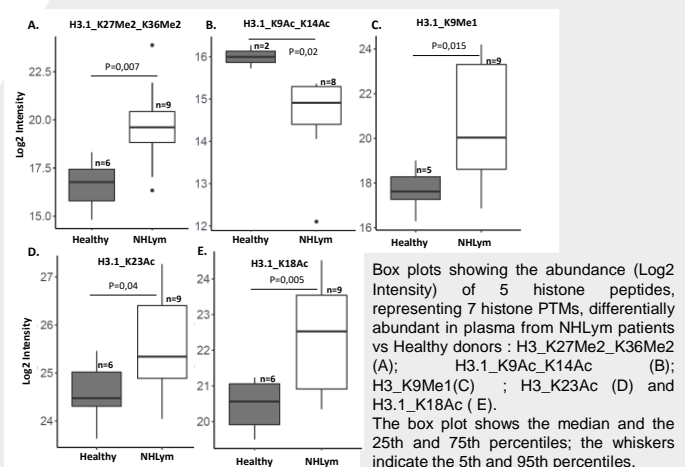 A. H3.1_K27Me2_K36Me2
P=0,007
22.5
20.0
17.5
15.0
Log2 Intensity
n=6
n=9
Healthy NHLym
B. H3.1_K9Ac_K14Ac
n=2
P=0,02
n=8
16
15
14
13
12
Healthy NHLym
C. H3.1_K9Me1
P=0,015
n=9
n=5
24
22
20
18
16
Healthy NHLym
D. H3.1_K23Ac
P=0,04
n=9
n=6
27
26
25
24
Log2 Intensity
Healthy NHLym
E. H3.1_K18Ac
P=0,005
n=9
n=6
24
23
22
21
20
Healthy NHLym
Box plots showing the abundance (Log2
Intensity) of 5 histone peptides,
representing 7 histone PTMs, differentially
abundant in plasma from NHLym patients
vs Healthy donors : H3_K27Me2_K36Me2
(A); H3.1_K9Ac_K14Ac (B);
H3_K9Me1(C) ; H3_K23Ac (D) and
H3.1_K18Ac ( E).
The box plot shows the median and the
25th and 75th percentiles; the whiskers
indicate the 5th and 95th percentiles.